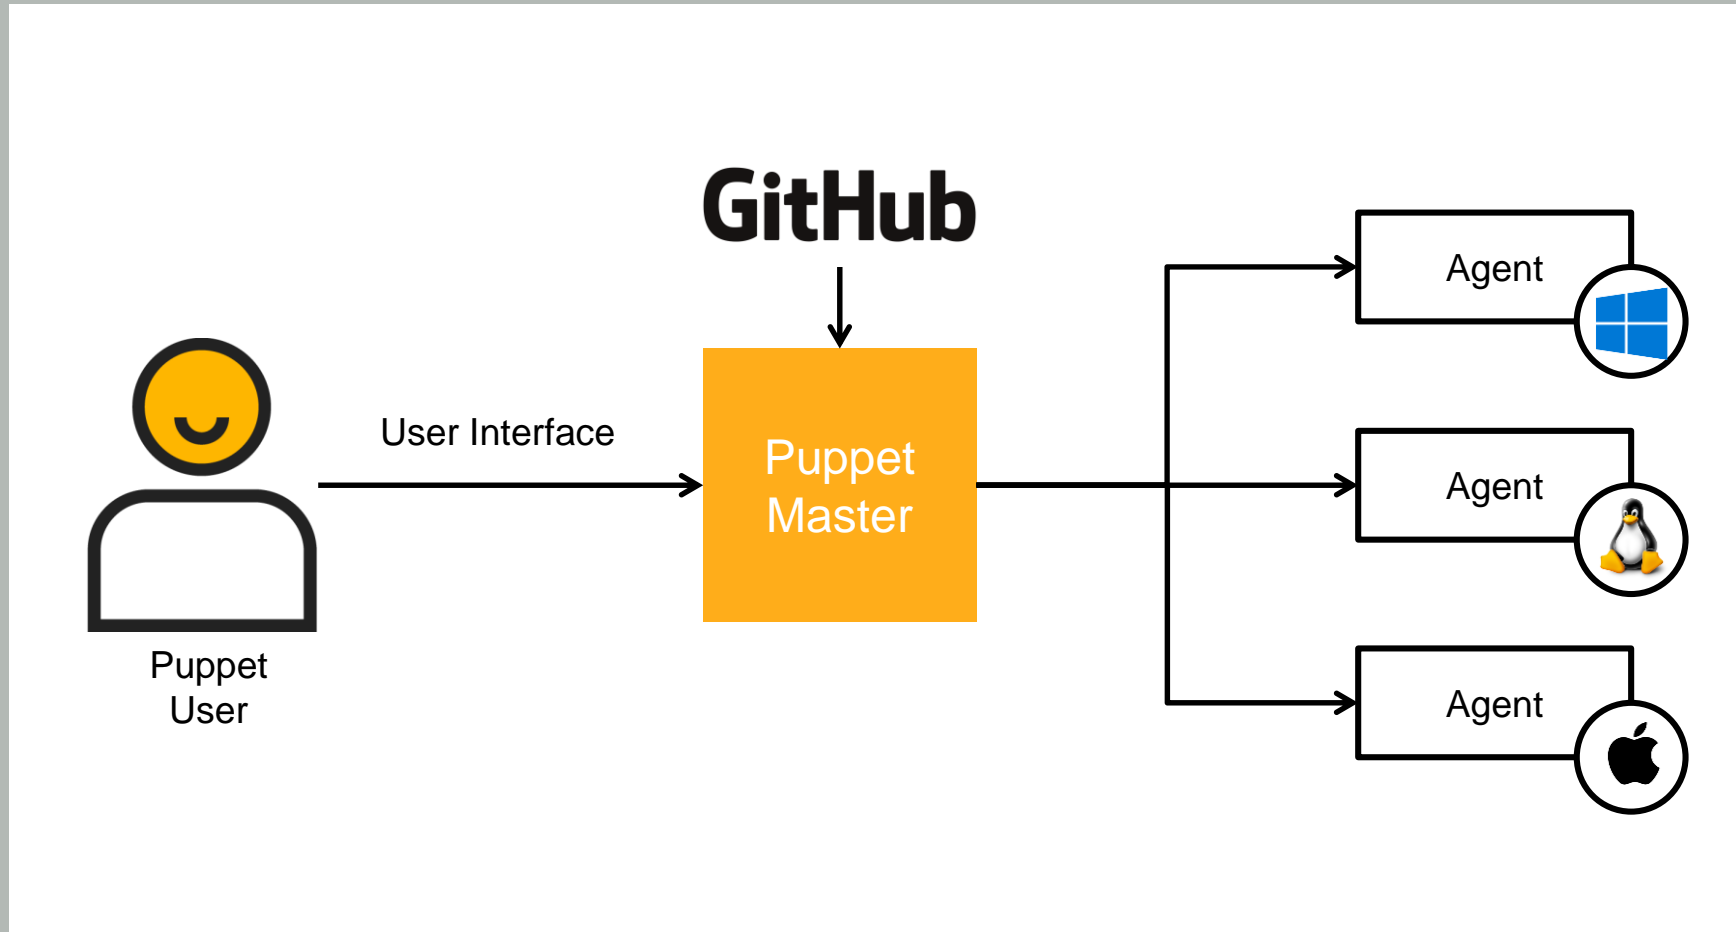 GitHub
User Interface
Puppet
Master
Puppet
User
Agent
Agent
Agent